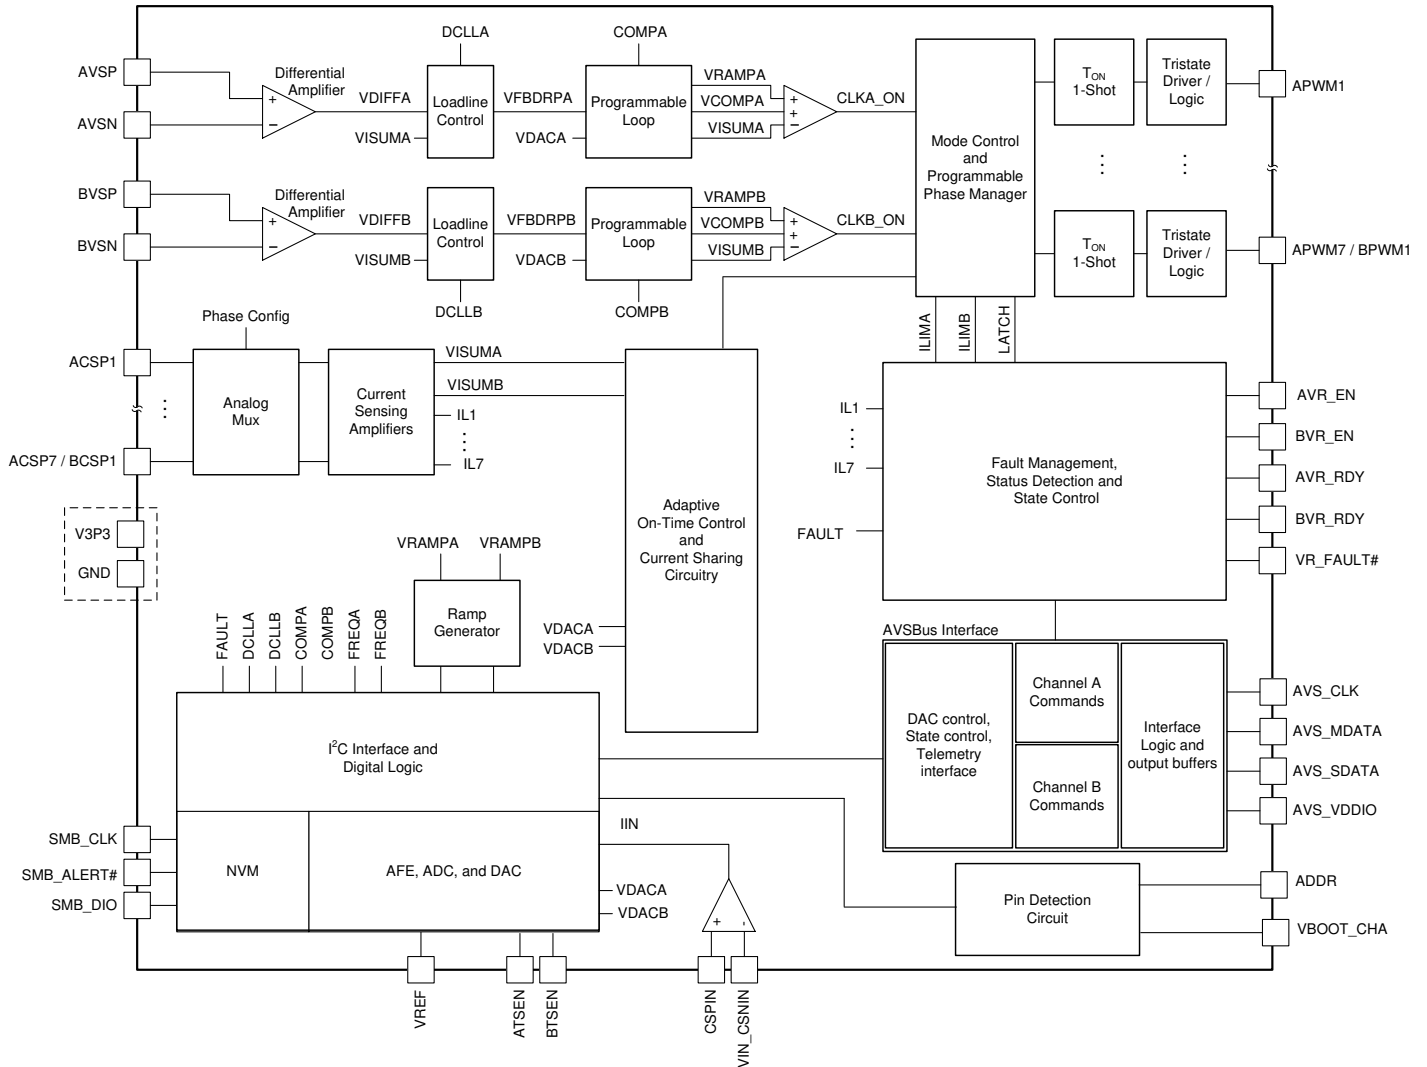 DCLLA
COMPA
AVSP
AVSN
Differential
Amplifier
+
−
VDIFFA
VISUMA
Loadline
Control
VFBDRPA
VDACA
Programmable
Loop
VRAMPA
VCOMPA
VISUMA
+
+
−
CLKA_ON
Mode Control
and
Programmable
Phase Manager
TON
1-Shot
Tristate
Driver /
Logic
APWM1
BVSP
BVSN
Differential
Amplifier
+
−
VDIFFB
VISUMB
Loadline
Control
VFBDRPB
VDACB
Programmable
Loop
VRAMPB
VCOMPB
VISUMB
+
+
−
CLKB_ON
TON
1-Shot
Tristate
Driver /
Logic
APWM7 / BPWM1
DCLLB
COMPB
ILIMA
ILIMB
LATCH
Phase Config
ACSP1
ACSP7 / BCSP1
Analog
Mux
Current
Sensing
Amplifiers
VISUMA
VISUMB
IL1
IL7
Adaptive
On-Time Control
and
Current Sharing
Circuitry
VDACA
VDACB
IL1
IL7
FAULT
Fault Management,
Status Detection and
State Control
AVR_EN
BVR_EN
AVR_RDY
BVR_RDY
VR_FAULT#
V3P3
GND
VRAMPA
VRAMPB
Ramp
Generator
FAULT
DCLLA
DCLLB
COMPA
COMPB
FREQA
FREQB
I2C Interface and
Digital Logic
NVM
AFE, ADC, and DAC
SMB_CLK
SMB_ALERT#
SMB_DIO
IIN
VDACA
VDACB
+
-
AVSBus Interface
DAC control,
State control,
Telemetry
interface
Channel A
Commands
Channel B
Commands
Interface
Logic and
output buffers
AVS_CLK
AVS_MDATA
AVS_SDATA
AVS_VDDIO
Pin Detection
Circuit
ADDR
VBOOT_CHA
VREF
ATSEN
BTSEN
CSPIN
VIN_CSNIN